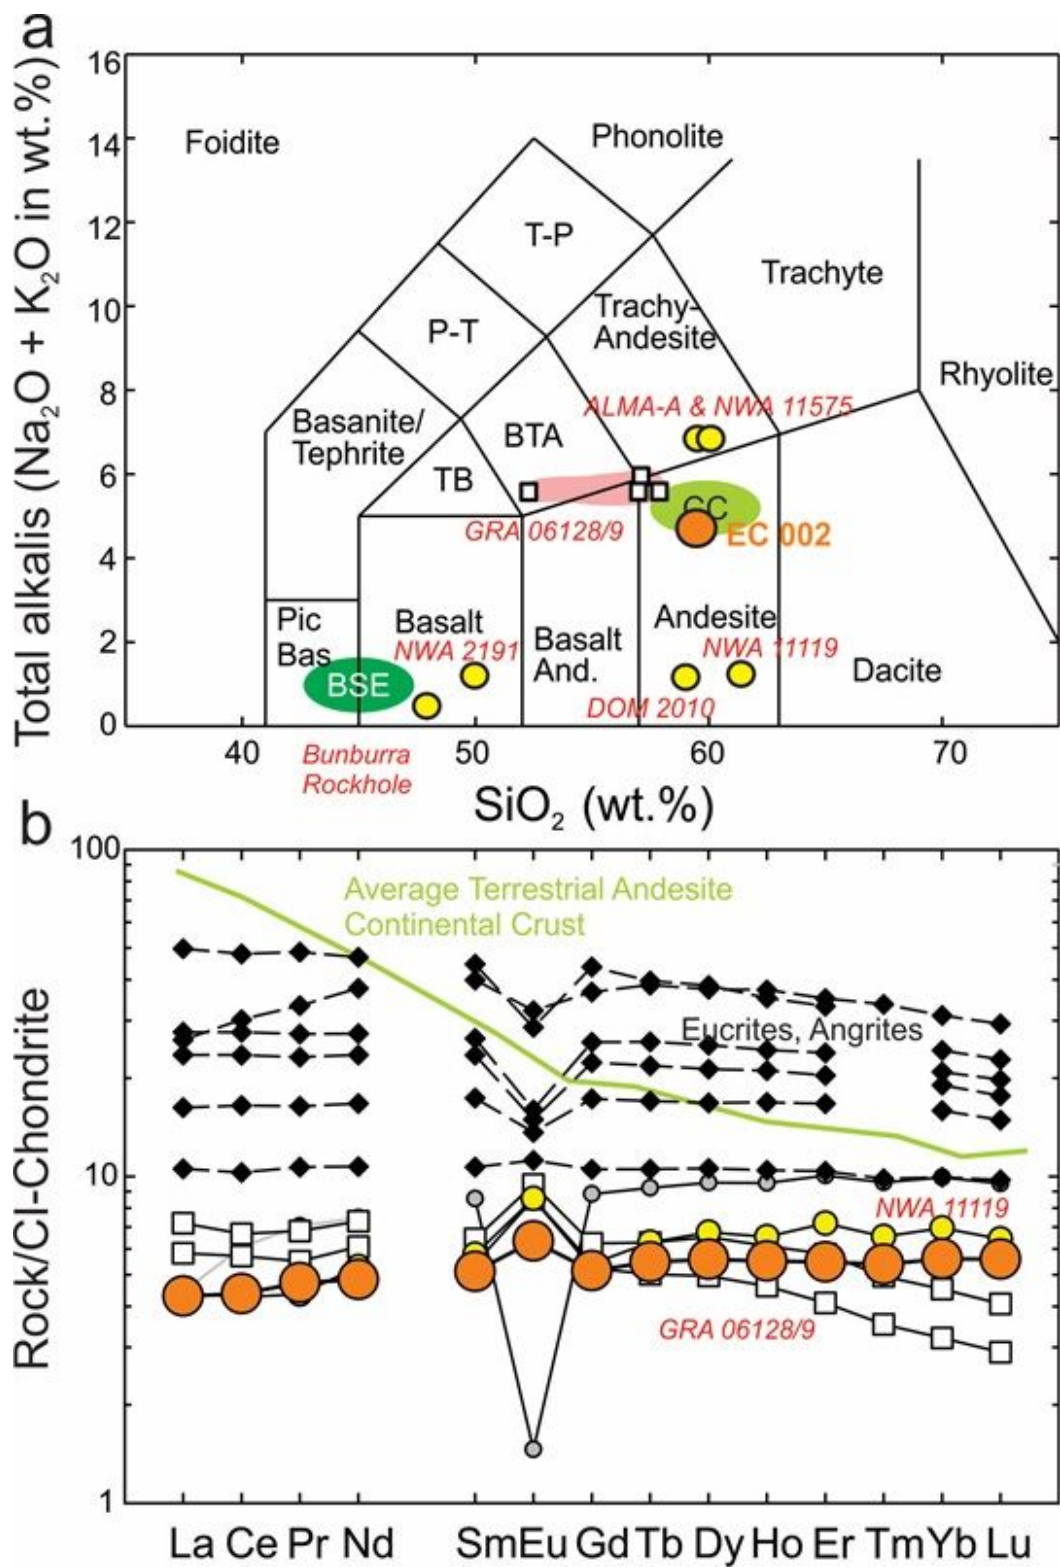 a
Total alkalis (Na₂O + K₂O in wt.%)
16
14
12
10
8
6
4
2
0
Foidite
Phonolite
T-P
Trachyte
Trachy-
Andesite
P-T
Rhyolite
ALMA-A & NWA 11575
Basanite/
Tephrite
BTA
TB
CC
GRA 06128/9
EC 002
Pic
Bas
Basalt
NWA 2191
Basalt
And.
Andesite
NWA 11119
BSE
Dacite
DOM 2010
Bunburra
Rockhole
40
50
60
70
SiO₂ (wt.%)
b
Rock/CI-Chondrite
100
10
1
Average Terrestrial Andesite
Continental Crust
Eucrites, Angrites
NWA 11119
GRA 06128/9
La Ce Pr Nd Sm Eu Gd Tb Dy Ho Er Tm Yb Lu